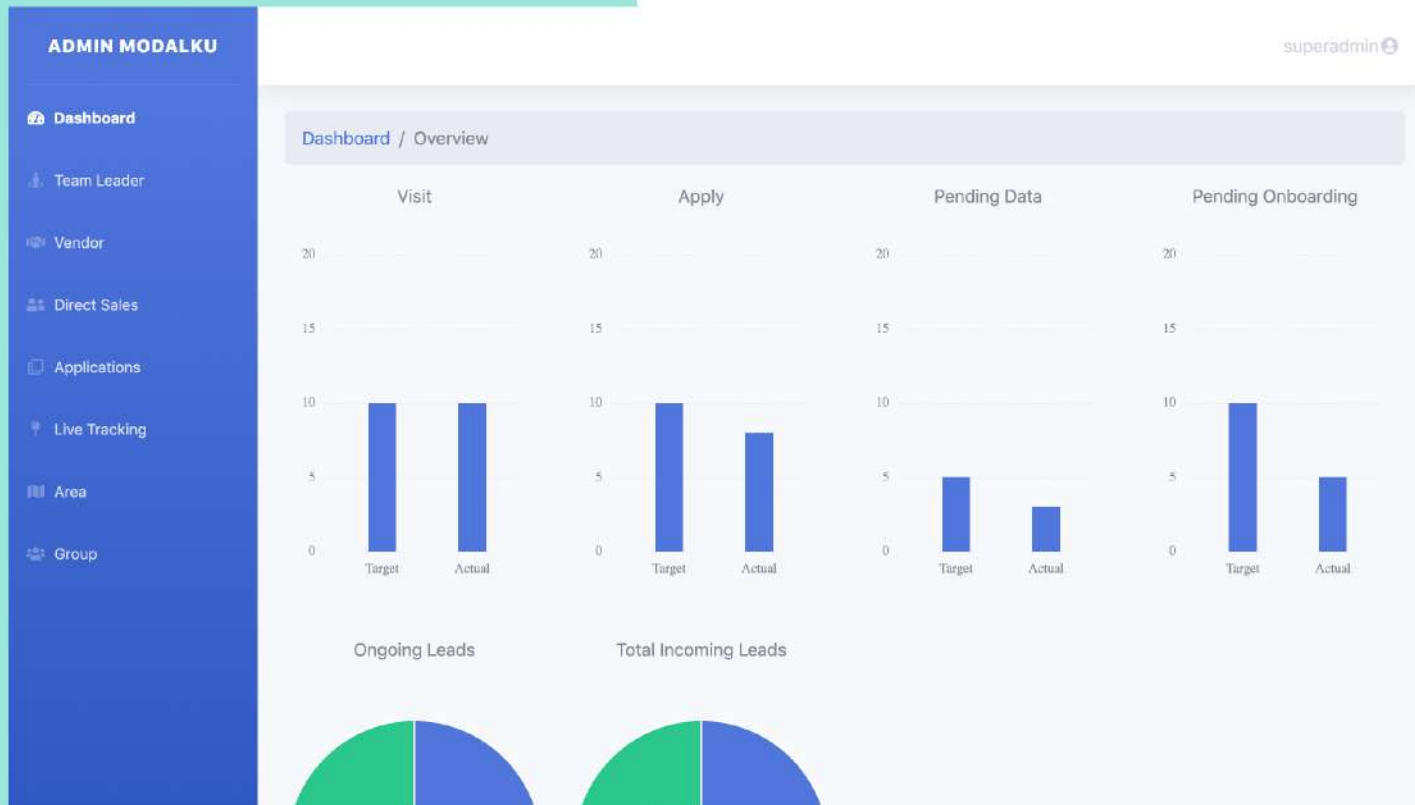 ADMIN MODALKU
superadmin
Dashboard
Team Leader
Vendor
Direct Sales
Applications
Live Tracking
Area
Group
Dashboard / Overview
Visit
20
15
10
5
0
Target Actual
Apply
20
15
10
5
0
Target Actual
Pending Data
20
15
10
5
0
Target Actual
Pending Onboarding
20
15
10
5
0
Target Actual
Ongoing Leads
Total Incoming Leads